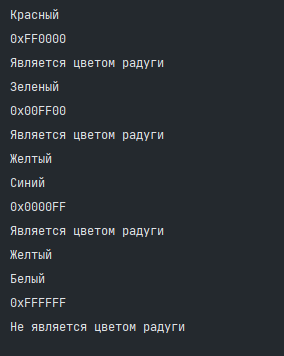 Красный
0xFF0000
Является цветом радуги
Зеленый
0x00FF00
Является цветом радуги
Желтый
Синий
0x0000FF
Является цветом радуги
Желтый
Белый
0xFFFFFF
Не является цветом радуги